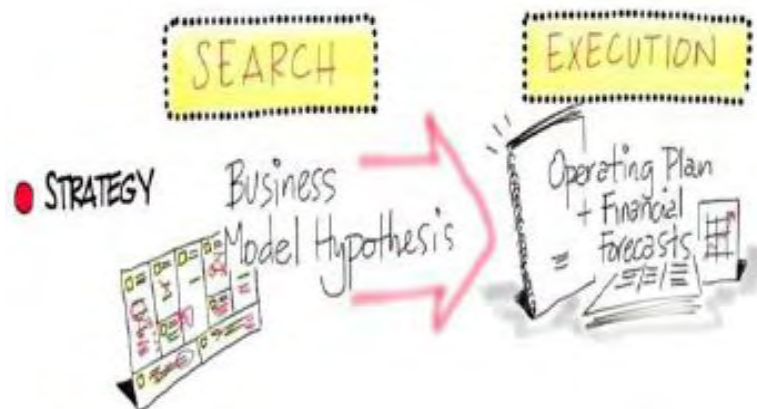 SEARCH
EXECUTION
STRATEGY
Business
Model Hypothesis
Operating Plan
+ Financial
Forecasts